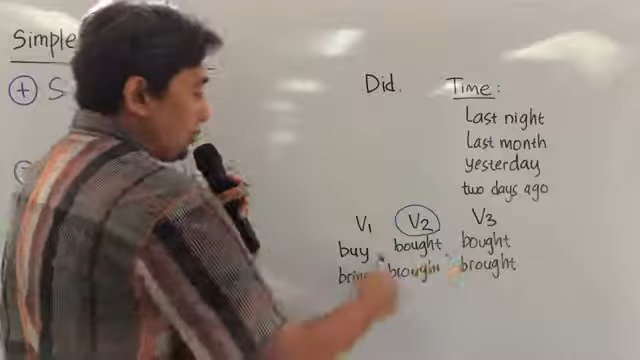 Simple
+ S
Did.
Time :
Last night
Last month
yesterday
two days ago
V1 V2 V3
buy bought bought
brought brought